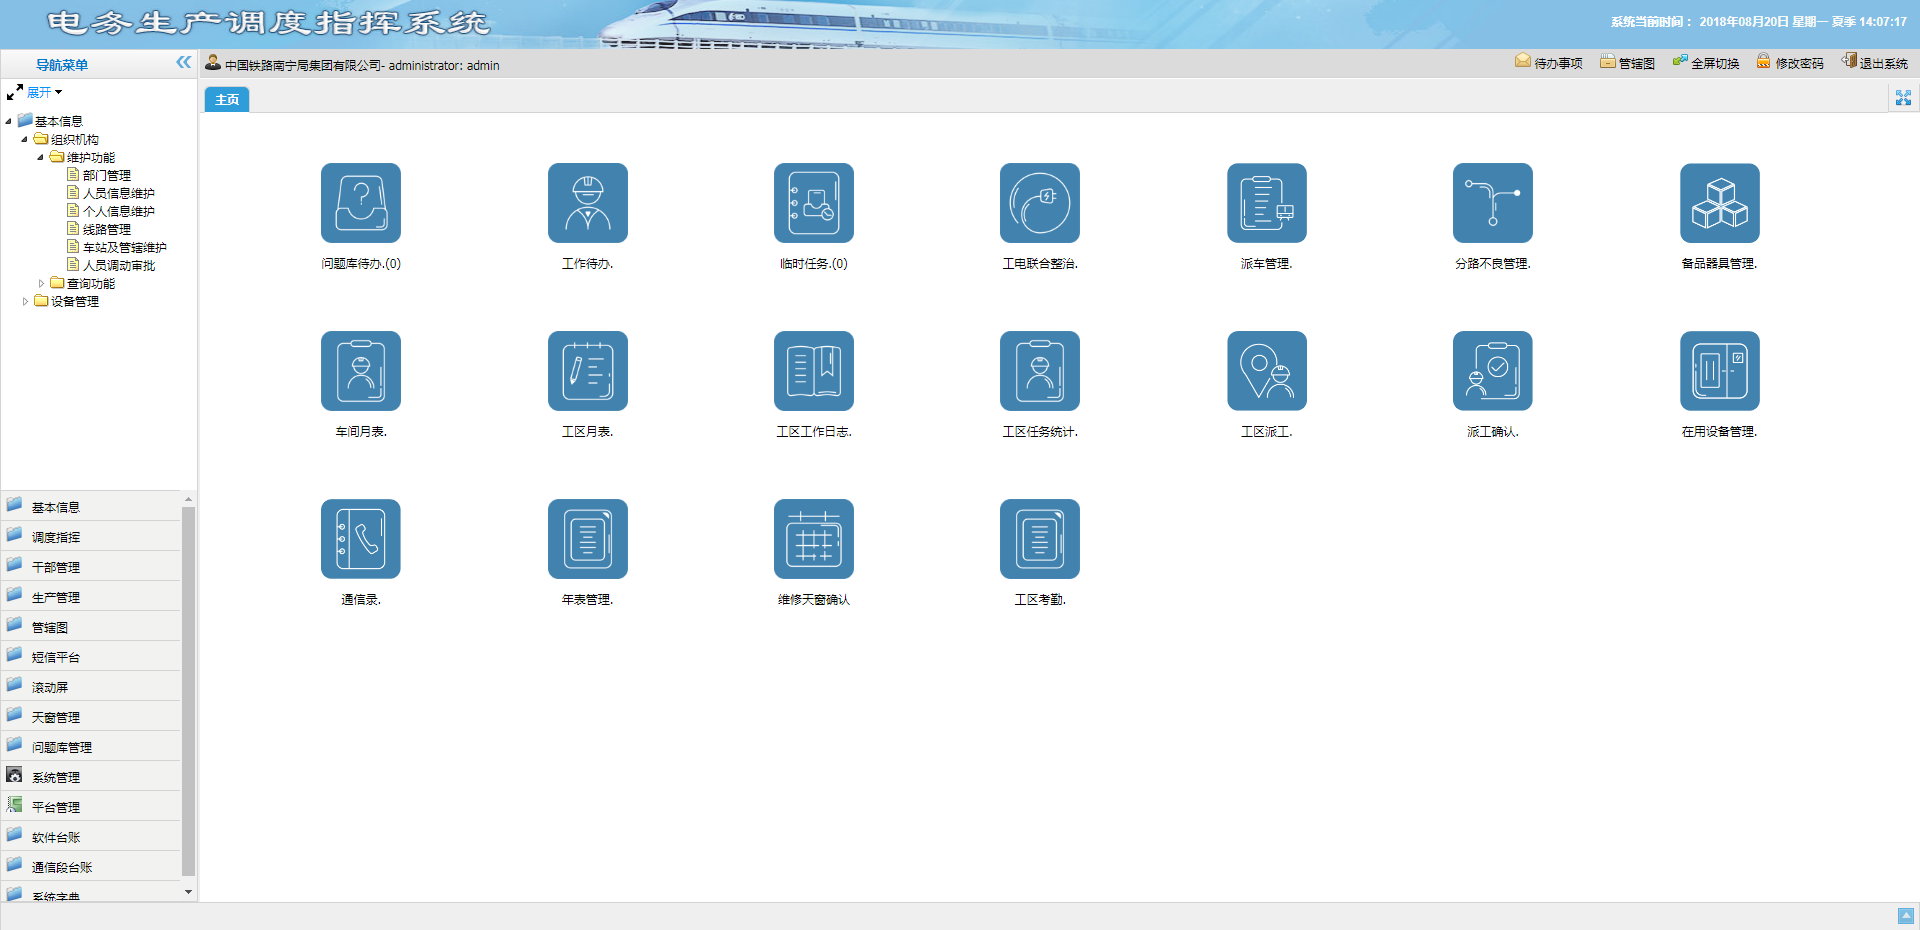 电务生产调度指挥系统
系统当前时间： 2018年08月20日 星期一 夏季 14:07:17
导航菜单
中国铁路南宁局集团有限公司- administrator: admin
待办事项 管辖图 全屏切换 修改密码 退出系统
展开
主页
基本信息
组织机构
维护功能
部门管理
人员信息维护
个人信息维护
线路管理
车站及管辖维护
人员调动审批
查询功能
设备管理
问题库待办.(0) 工作待办. 临时任务.(0) 工电联合整治. 派车管理. 分路不良管理. 备品器具管理.
车间月表. 工区月表. 工区工作日志. 工区任务统计. 工区派工. 派工确认. 在用设备管理.
通信录. 年表管理. 维修天窗确认 工区考勤.
基本信息
调度指挥
干部管理
生产管理
管辖图
短信平台
滚动屏
天窗管理
问题库管理
系统管理
平台管理
软件台账
通信段台账
系统字典